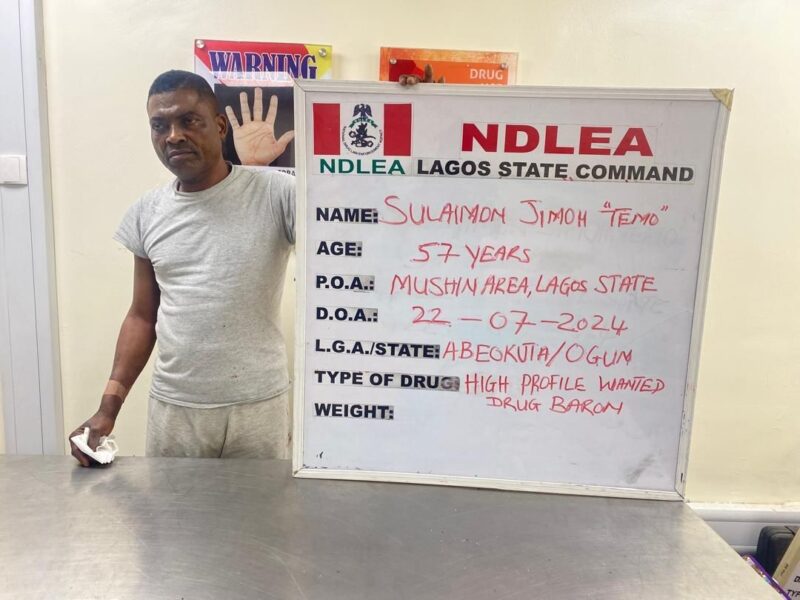 WARNING
DRUG
NDLEA
NDLEA LAGOS STATE COMMAND
NAME: SULAIMON JIMOH "TEMO"
AGE: 57 YEARS
P.O.A.: MUSHIN AREA, LAGOS STATE
D.O.A.: 22-07-2024
L.G.A./STATE: ABEOKUTA/OGUN
TYPE OF DRUG: HIGH PROFILE WANTED
DRUG BARON
WEIGHT: